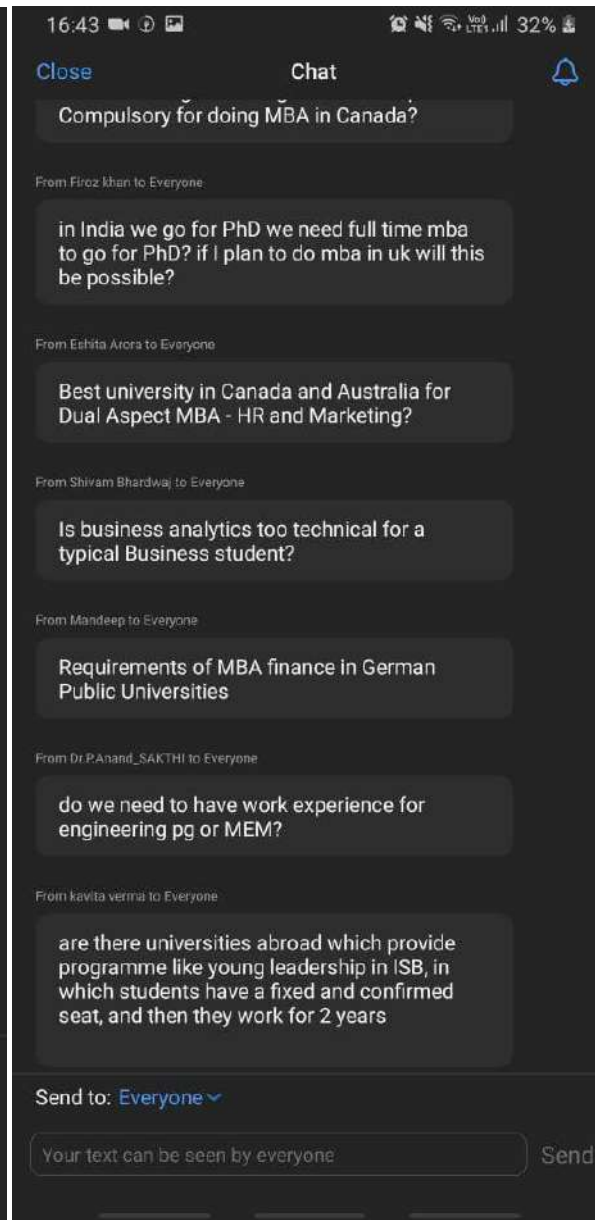 16:43
Vo))
LTE1
32%
Close
Chat
Compulsory for doing MBA in Canada?
From Firoz khan to Everyone
in India we go for PhD we need full time mba
to go for PhD? if I plan to do mba in uk will this
be possible?
From Eshita Arora to Everyone
Best university in Canada and Australia for
Dual Aspect MBA - HR and Marketing?
From Shivam Bhardwaj to Everyone
Is business analytics too technical for a
typical Business student?
From Mandeep to Everyone
Requirements of MBA finance in German
Public Universities
From Dr.P.Anand_SAKTHI to Everyone
do we need to have work experience for
engineering pg or MEM?
From kavita verma to Everyone
are there universities abroad which provide
programme like young leadership in ISB, in
which students have a fixed and confirmed
seat, and then they work for 2 years
Send to: Everyone
Your text can be seen by everyone
Send